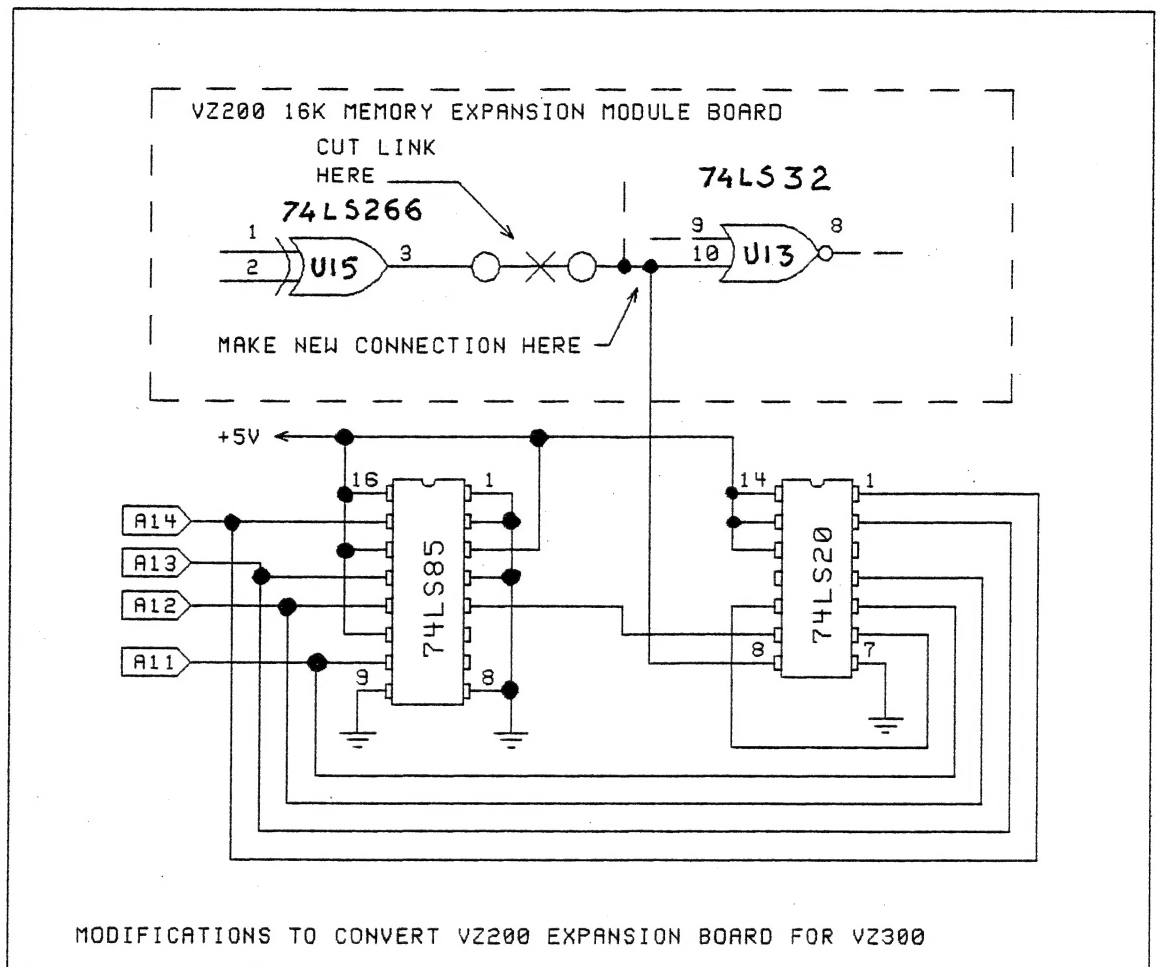 VZ200 16K MEMORY EXPANSION MODULE BOARD
CUT LINK
HERE
74LS266
74LS32
1
2
U15
3
9
10
U13
8
MAKE NEW CONNECTION HERE
+5V
16
1
14
1
A14
A13
A12
A11
74LS85
74LS20
9
8
8
7
MODIFICATIONS TO CONVERT VZ200 EXPANSION BOARD FOR VZ300